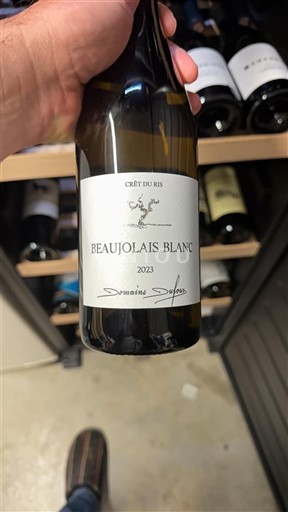 CRÊT DU RIS
BEAUJOLAIS BLANC
2023
Domaine Dufour